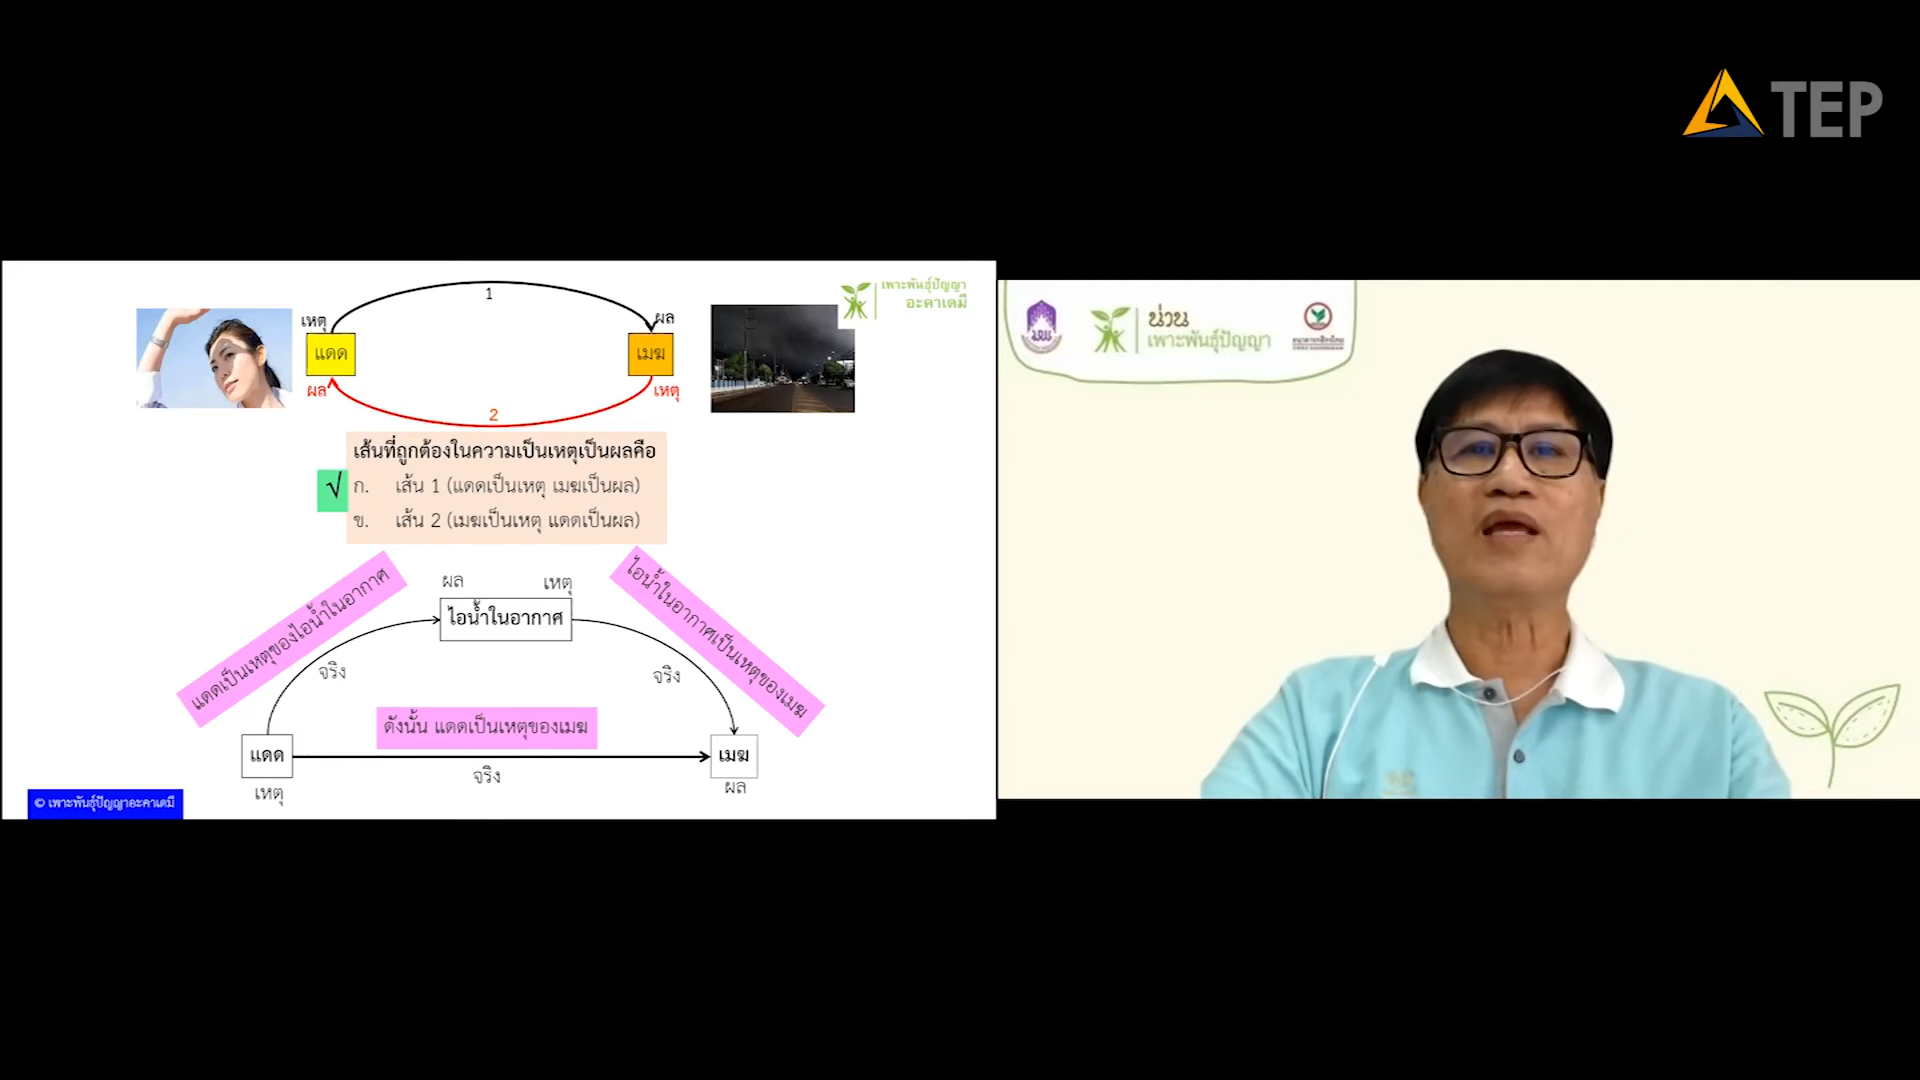 TEP
เพาะพันธุ์ปัญญา
อะคาเดมี
1
เหตุ
ผล
แดด
เมฆ
ผล
เหตุ
2
เส้นที่ถูกต้องในความเป็นเหตุเป็นผลคือ
√ ก. เส้น 1 (แดดเป็นเหตุ เมฆเป็นผล)
ข. เส้น 2 (เมฆเป็นเหตุ แดดเป็นผล)
แดดเป็นเหตุของไอน้ำในอากาศ
ผล
เหตุ
ไอน้ำในอากาศ
ไอน้ำในอากาศเป็นเหตุของเมฆ
จริง
จริง
ดังนั้น แดดเป็นเหตุของเมฆ
แดด
เมฆ
จริง
เหตุ
ผล
© เพาะพันธุ์ปัญญาอะคาเดมี
น่วน
เพาะพันธุ์ปัญญา